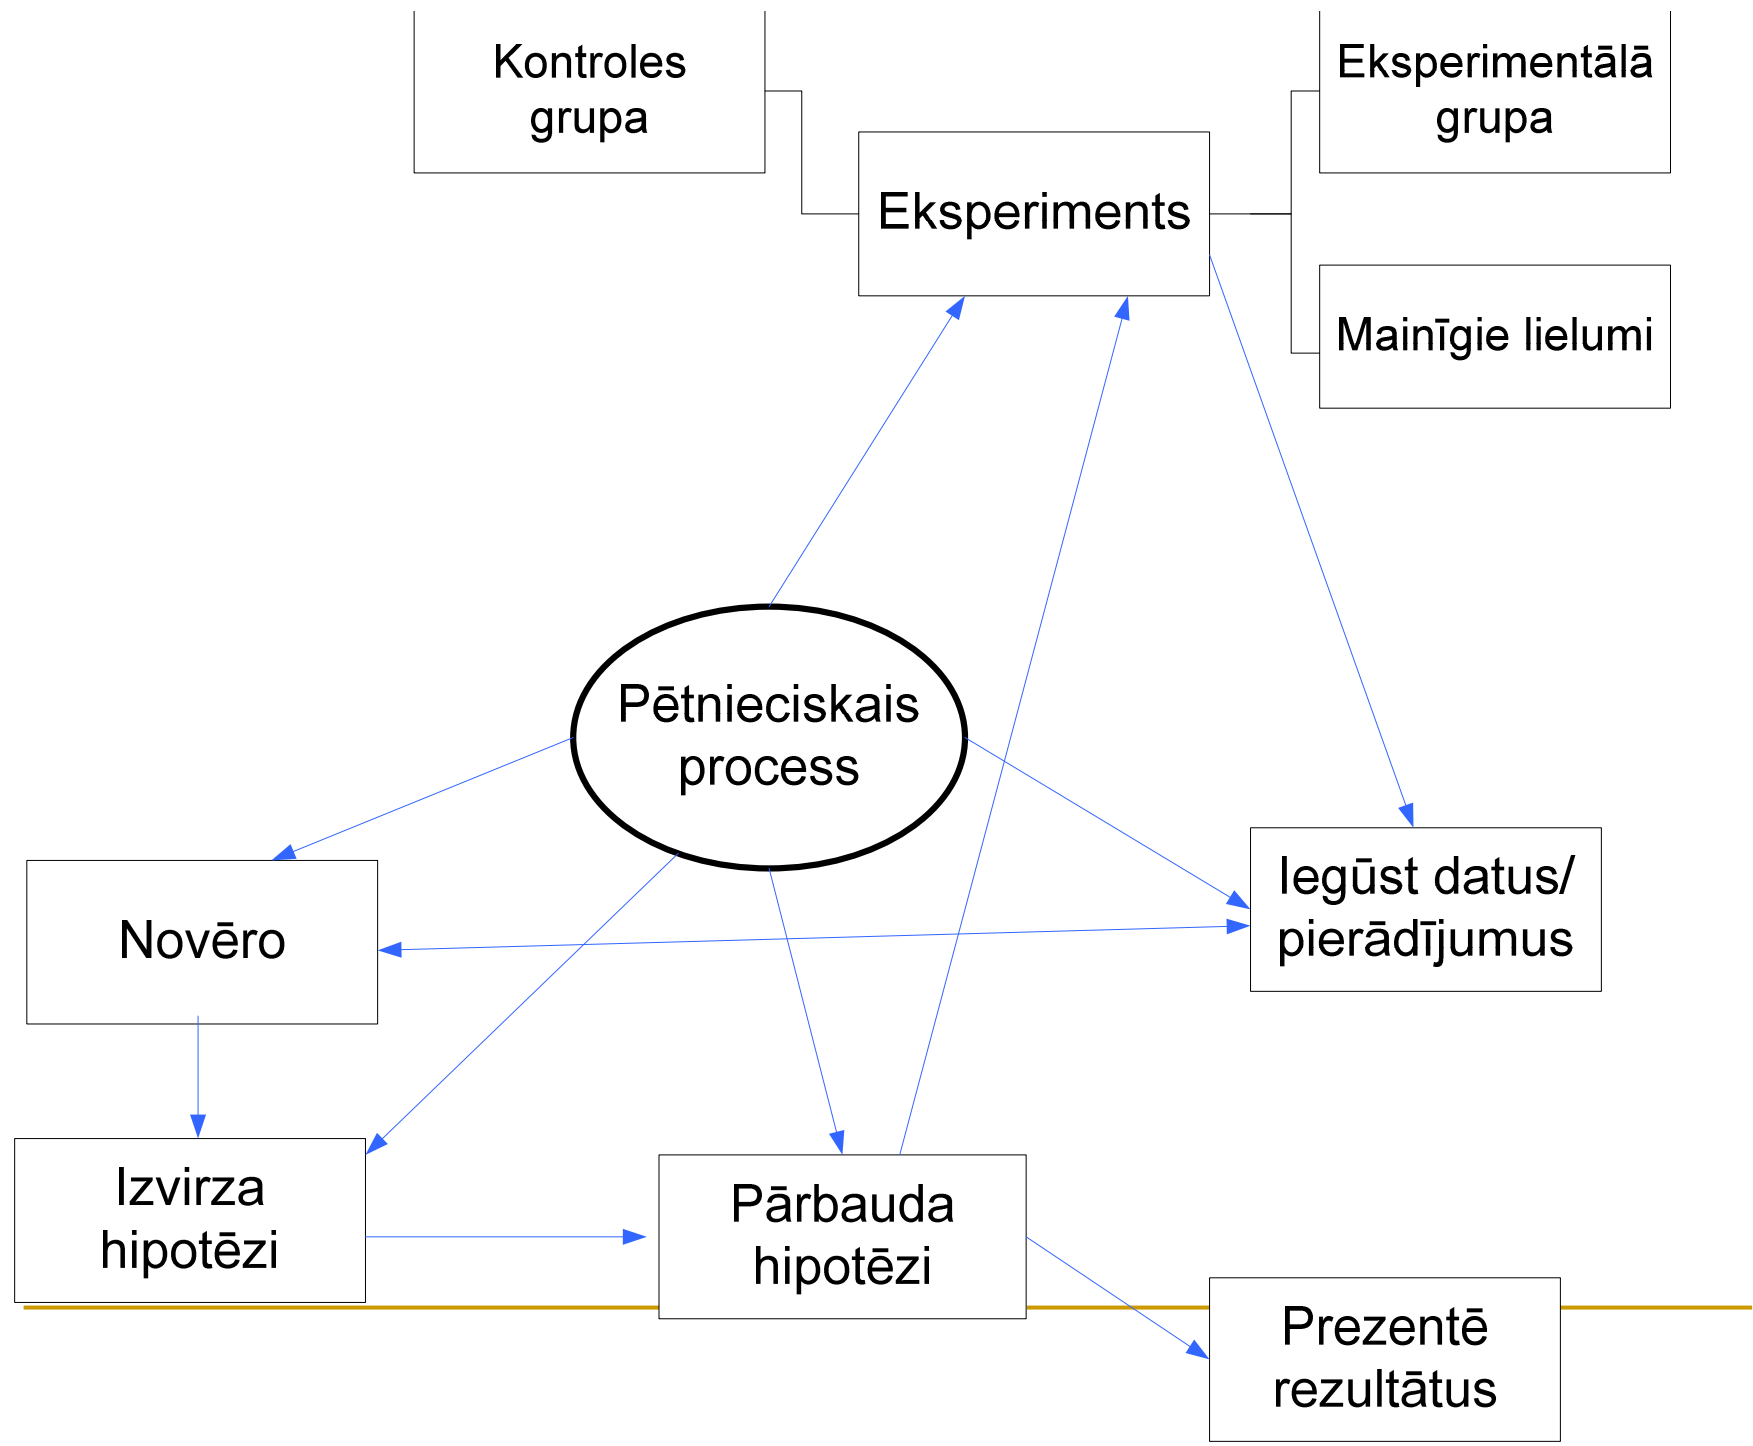 Kontroles
grupa
Eksperimentālā
grupa
Eksperiments
Mainīgie lielumi
Pētnieciskais
process
Novēro
Iegūst datus/
pierādījumus
Izvirza
hipotēzi
Pārbauda
hipotēzi
Prezentē
rezultātus